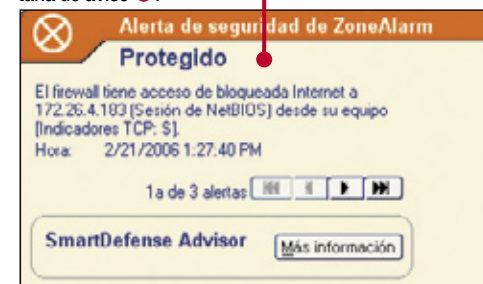 Alerta de seguridad de ZoneAlarm
Protegido
El firewall tiene acceso de bloqueada Internet a
172.26.4.183 (Sesión de NetBIOS) desde su equipo
[Indicadores TCP: S].
Hora: 2/21/2006 1:27:40 PM
1a de 3 alertas
SmartDefense Advisor
Más información